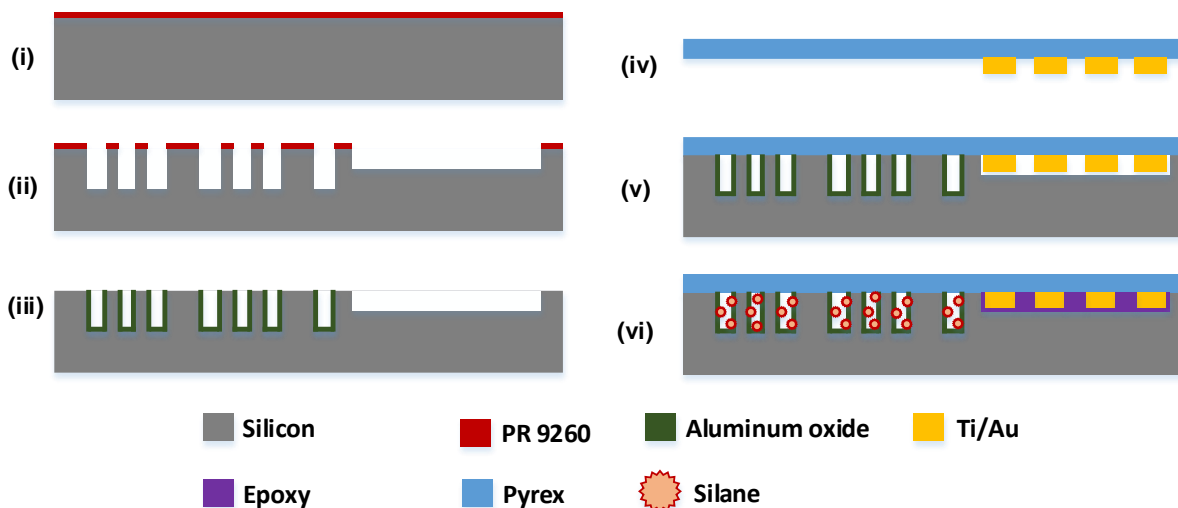 (i)
(ii)
(iii)
(iv)
(v)
(vi)
Silicon
PR 9260
Aluminum oxide
Ti/Au
Epoxy
Pyrex
Silane